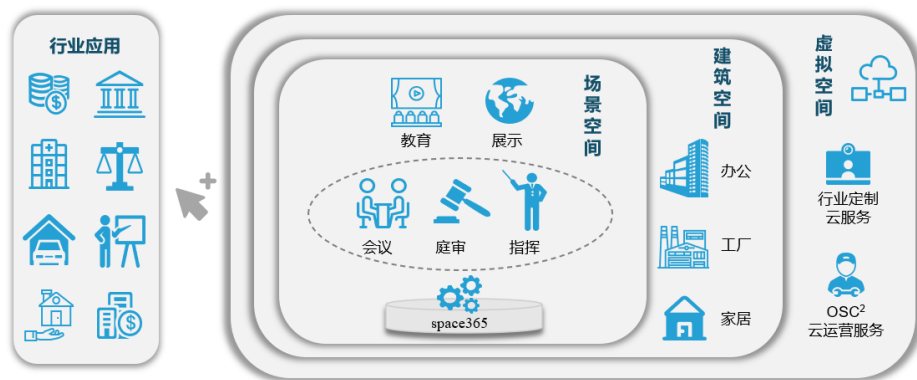 行业应用
教育
展示
会议
庭审
指挥
space365
场景空间
建筑空间
办公
工厂
家居
虚拟空间
行业定制
云服务
OSC²
云运营服务